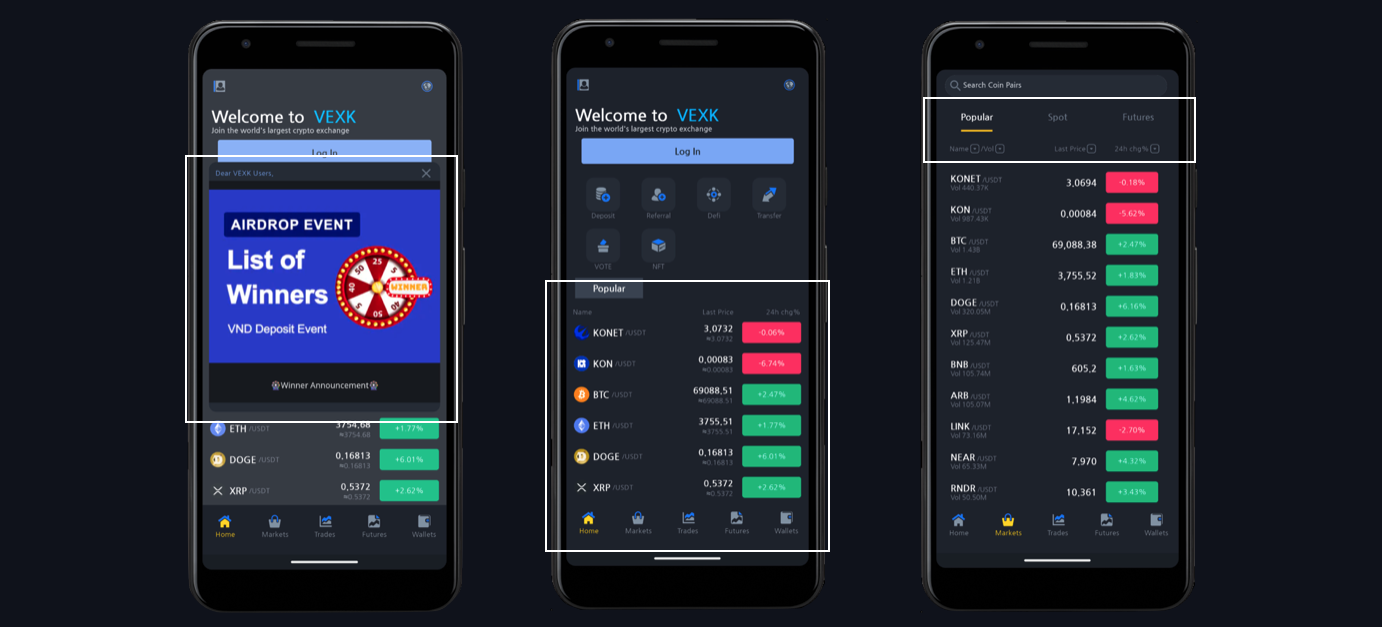 Welcome to VEXK
Join the world's largest crypto exchange
Log In
Dear VEXK Users,
AIRDROP EVENT
List of
Winners
VND Deposit Event
25
5
50
40
5
40
50
WINNER
Winner Announcement
ETH /USDT 3754,68 +1.77%
≈3754.68
DOGE /USDT 0,16813 +6.01%
≈0.16813
XRP /USDT 0,5372 +2.62%
≈0.5372
Home Markets Trades Futures Wallets
Welcome to VEXK
Join the world's largest crypto exchange
Log In
Deposit Referral Defi Transfer
VOTE NFT
Popular
Name Last Price 24h chg%
KONET /USDT 3,0732 -0.06%
≈3.0732
KON /USDT 0,00083 -6.74%
≈0.00083
BTC /USDT 69088,51 +2.47%
≈69088.51
ETH /USDT 3755,51 +1.77%
≈3755.51
DOGE /USDT 0,16813 +6.01%
≈0.16813
XRP /USDT 0,5372 +2.62%
≈0.5372
Home Markets Trades Futures Wallets
Search Coin Pairs
Popular Spot Futures
Name /Vol Last Price 24h chg%
KONET /USDT 3,0694 -0.18%
Vol 440.37K
KON /USDT 0,00084 -5.62%
Vol 987.43K
BTC /USDT 69,088,38 +2.47%
Vol 1.43B
ETH /USDT 3,755,52 +1.83%
Vol 1.21B
DOGE /USDT 0,16813 +6.16%
Vol 320.05M
XRP /USDT 0,5372 +2.62%
Vol 125.47M
BNB /USDT 605,2 +1.63%
Vol 105.74M
ARB /USDT 1,1984 +4.62%
Vol 105.07M
LINK /USDT 17,152 -2.70%
Vol 73.16M
NEAR /USDT 7,970 +4.32%
Vol 65.33M
RNDR /USDT 10,361 +3.43%
Vol 50.50M
Home Markets Trades Futures Wallets